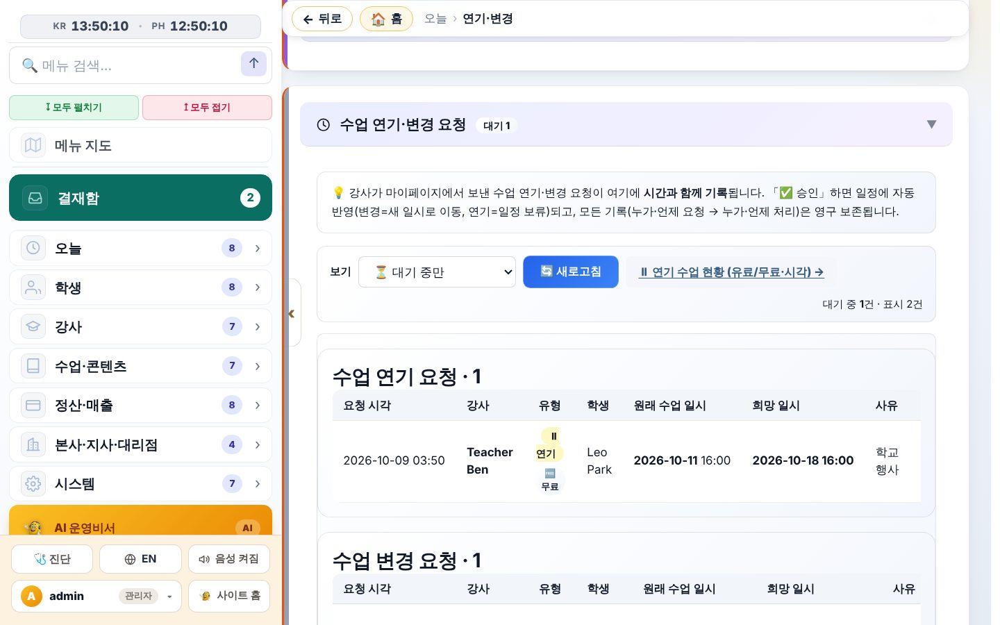 KR 13:50:10 • PH 12:50:10
🔍 메뉴 검색...
↑
↧ 모두 펼치기
↥ 모두 접기
메뉴 지도
결재함 2
오늘 8 ›
학생 8 ›
강사 7 ›
수업·콘텐츠 7 ›
정산·매출 8 ›
본사·지사·대리점 4 ›
시스템 7 ›
AI 운영비서 AI
🩺 진단
EN
음성 켜짐
A admin 관리자
사이트 홈
← 뒤로
🏠 홈
오늘 › 연기·변경
수업 연기·변경 요청 대기 1 ▼
💡 강사가 마이페이지에서 보낸 수업 연기·변경 요청이 여기에 시간과 함께 기록됩니다. 「✅ 승인」하면 일정에 자동
반영(변경=새 일시로 이동, 연기=일정 보류)되고, 모든 기록(누가·언제 요청 → 누가·언제 처리)은 영구 보존됩니다.
보기 ⏳ 대기 중만 🔄 새로고침 ⏸ 연기 수업 현황 (유료/무료·시각) →
대기 중 1건 · 표시 2건
수업 연기 요청 · 1
요청 시각 강사 유형 학생 원래 수업 일시 희망 일시 사유
2026-10-09 03:50 Teacher Ben ⏸ 연기 🆓 무료 Leo Park 2026-10-11 16:00 2026-10-18 16:00 학교 행사
수업 변경 요청 · 1
요청 시각 강사 유형 학생 원래 수업 일시 희망 일시 사유